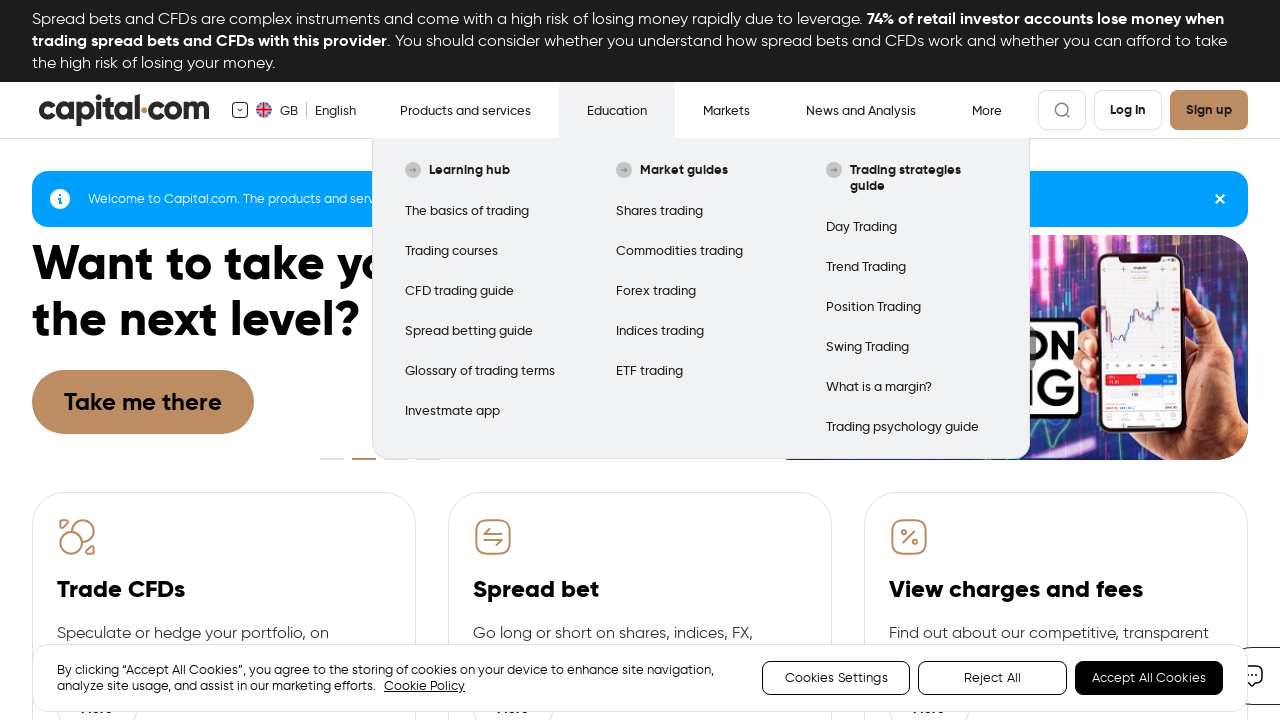 Spread bets and CFDs are complex instruments and come with a high risk of losing money rapidly due to leverage. 74% of retail investor accounts lose money when
trading spread bets and CFDs with this provider. You should consider whether you understand how spread bets and CFDs work and whether you can afford to take
the high risk of losing your money.
capital.com
GB
English
Products and services
Education
Markets
News and Analysis
More
Log In
Sign up
Welcome to Capital.com. The products and serv
Want to take yo
the next level?
Take me there
Learning hub
The basics of trading
Trading courses
CFD trading guide
Spread betting guide
Glossary of trading terms
Investmate app
Market guides
Shares trading
Commodities trading
Forex trading
Indices trading
ETF trading
Trading strategies
guide
Day Trading
Trend Trading
Position Trading
Swing Trading
What is a margin?
Trading psychology guide
Trade CFDs
Speculate or hedge your portfolio, on
Spread bet
Go long or short on shares, indices, FX,
View charges and fees
Find out about our competitive, transparent
By clicking “Accept All Cookies”, you agree to the storing of cookies on your device to enhance site navigation,
analyze site usage, and assist in our marketing efforts. Cookie Policy
Cookies Settings
Reject All
Accept All Cookies